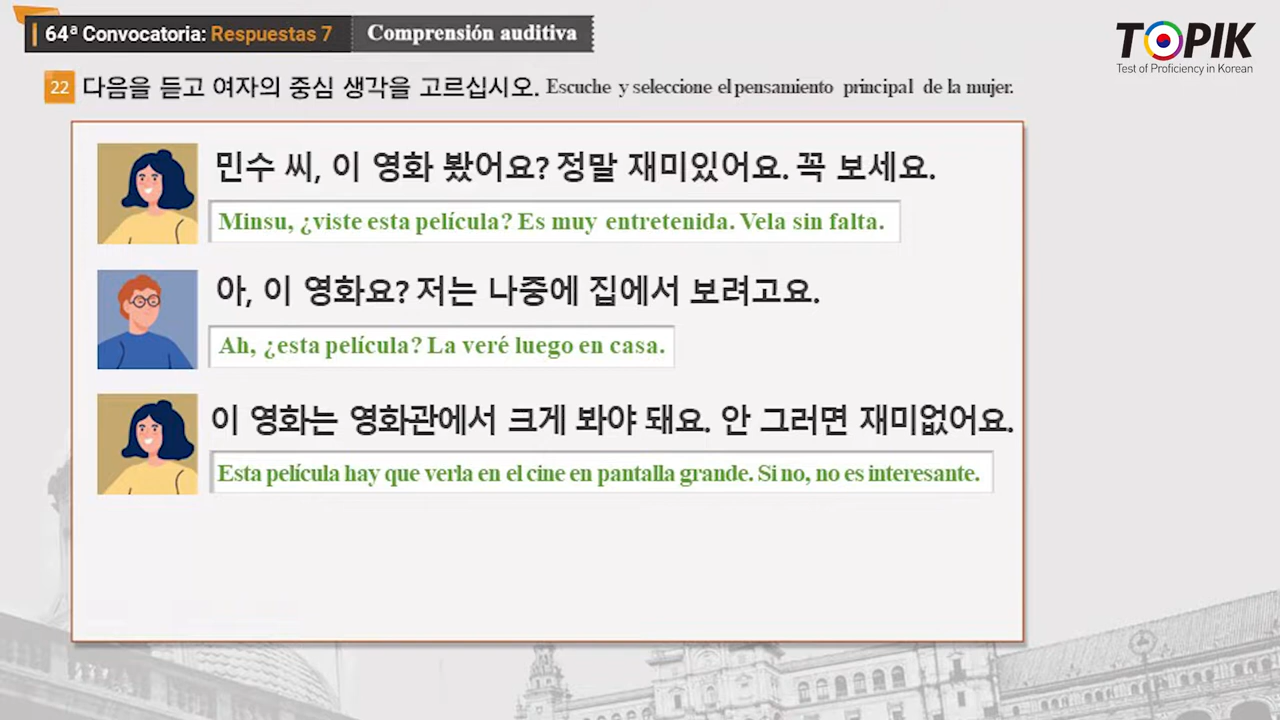 64ª Convocatoria: Respuestas 7 Comprensión auditiva
TOPIK
Test of Proficiency in Korean
22 다음을 듣고 여자의 중심 생각을 고르십시오. Escuche y seleccione el pensamiento principal de la mujer.
민수 씨, 이 영화 봤어요? 정말 재미있어요. 꼭 보세요.
Minsu, ¿viste esta película? Es muy entretenida. Vela sin falta.
아, 이 영화요? 저는 나중에 집에서 보려고요.
Ah, ¿esta película? La veré luego en casa.
이 영화는 영화관에서 크게 봐야 돼요. 안 그러면 재미없어요.
Esta película hay que verla en el cine en pantalla grande. Si no, no es interesante.